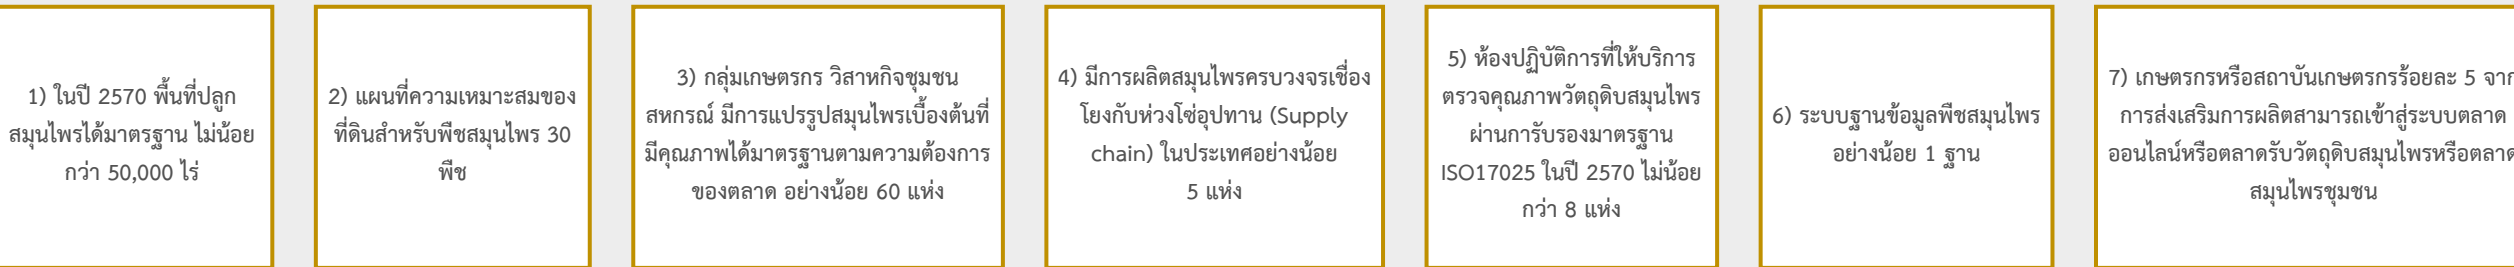 1) ในปี 2570 พื้นที่ปลูก
สมุนไพรได้มาตรฐาน ไม่น้อย
กว่า 50,000 ไร่
2) แผนที่ความเหมาะสมของ
ที่ดินสำหรับพืชสมุนไพร 30
พืช
3) กลุ่มเกษตรกร วิสาหกิจชุมชน
สหกรณ์ มีการแปรรูปสมุนไพรเบื้องต้นที่
มีคุณภาพได้มาตรฐานตามความต้องการ
ของตลาด อย่างน้อย 60 แห่ง
4) มีการผลิตสมุนไพรครบวงจรเชื่อง
โยงกับห่วงโซ่อุปทาน (Supply
chain) ในประเทศอย่างน้อย
5 แห่ง
5) ห้องปฏิบัติการที่ให้บริการ
ตรวจคุณภาพวัตถุดิบสมุนไพร
ผ่านการับรองมาตรฐาน
ISO17025 ในปี 2570 ไม่น้อย
กว่า 8 แห่ง
6) ระบบฐานข้อมูลพืชสมุนไพร
อย่างน้อย 1 ฐาน
7) เกษตรกรหรือสถาบันเกษตรกรร้อยละ 5 จาก
การส่งเสริมการผลิตสามารถเข้าสู่ระบบตลาด
ออนไลน์หรือตลาดรับวัตถุดิบสมุนไพรหรือตลาด
สมุนไพรชุมชน